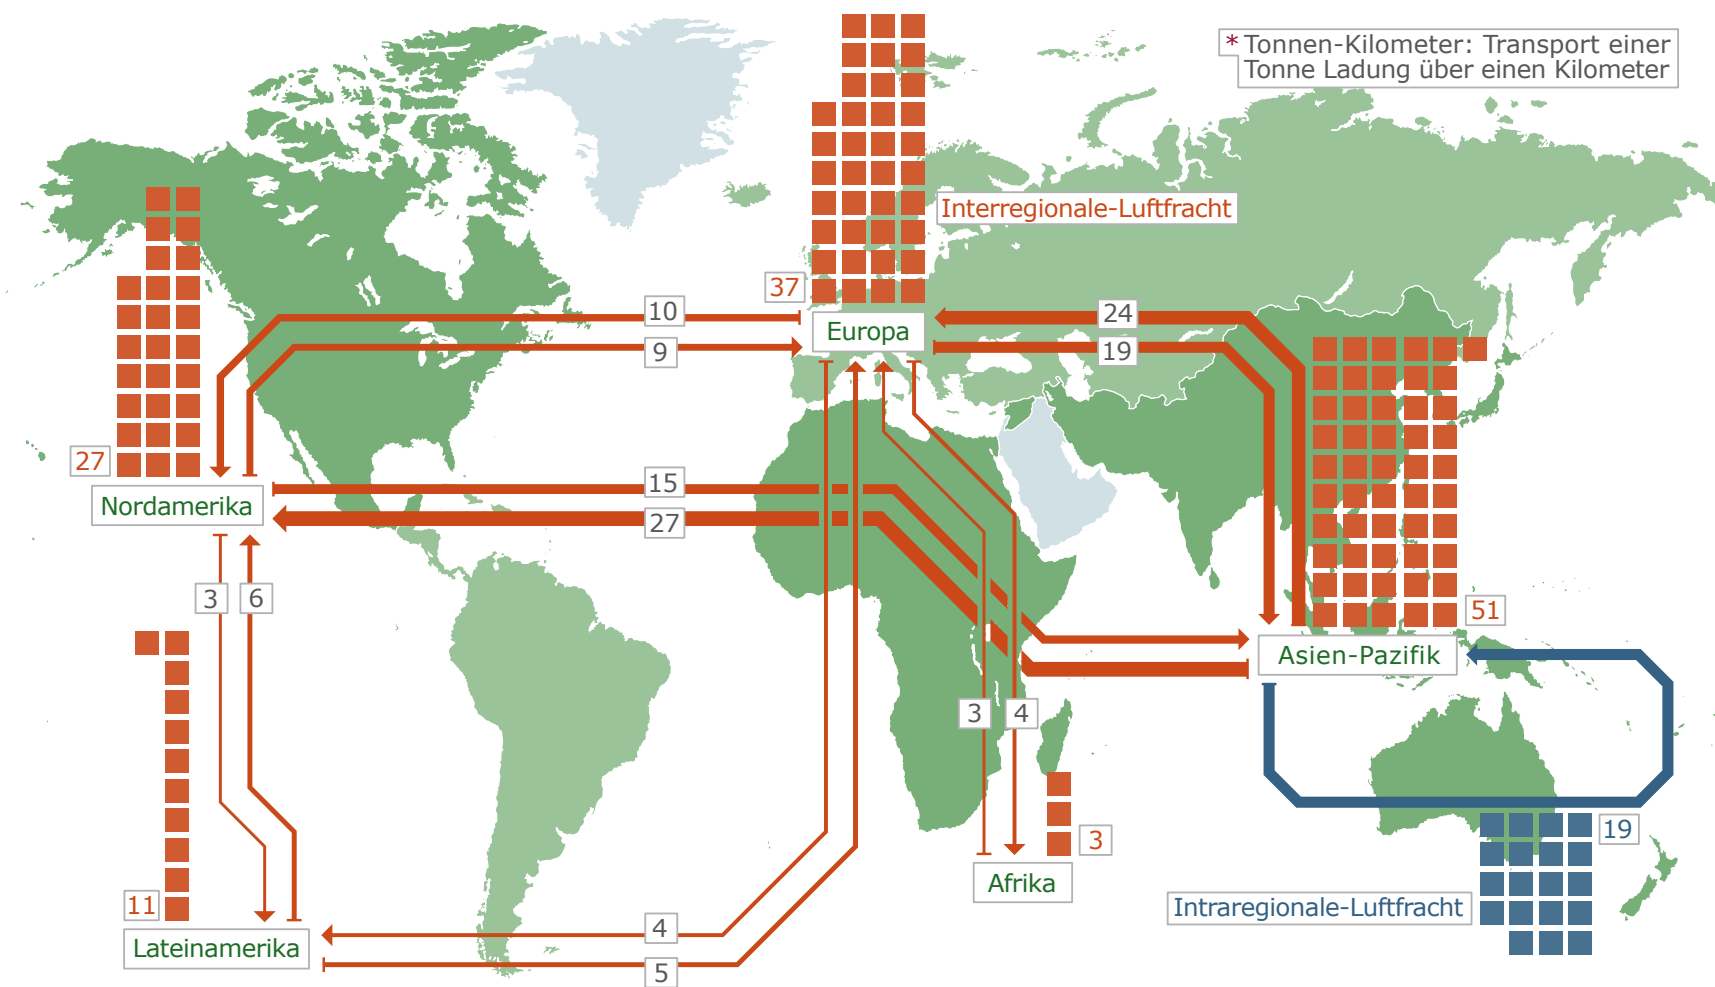 * Tonnen-Kilometer: Transport einer
Tonne Ladung über einen Kilometer
Interregionale-Luftfracht
37
Europa
10
9
24
19
27
Nordamerika
15
27
51
Asien-Pazifik
3
6
3
4
3
Afrika
19
Intraregionale-Luftfracht
11
Lateinamerika
4
5